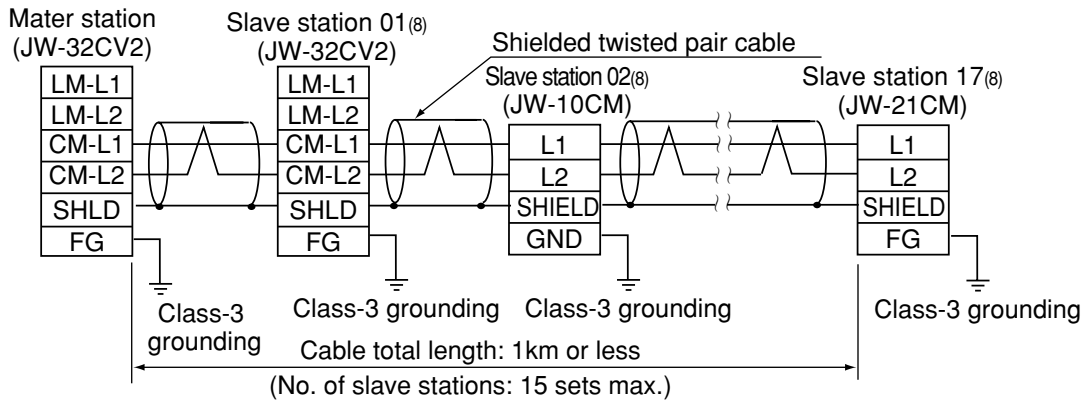 Mater station
(JW-32CV2)
LM-L1
LM-L2
CM-L1
CM-L2
SHLD
FG
Class-3
grounding
Slave station 01(8)
(JW-32CV2)
LM-L1
LM-L2
CM-L1
CM-L2
SHLD
FG
Class-3 grounding
Shielded twisted pair cable
Slave station 02(8)
(JW-10CM)
L1
L2
SHIELD
GND
Class-3 grounding
Slave station 17(8)
(JW-21CM)
L1
L2
SHIELD
FG
Class-3 grounding
Cable total length: 1km or less
(No. of slave stations: 15 sets max.)